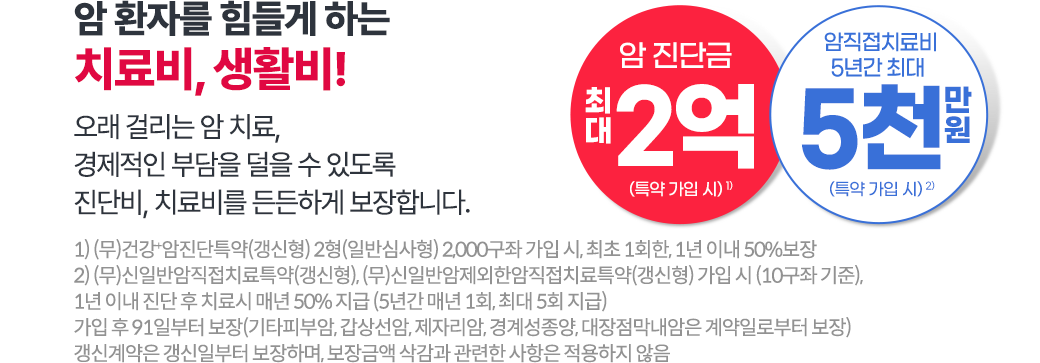 암 환자를 힘들게 하는
치료비, 생활비!
오래 걸리는 암 치료,
경제적인 부담을 덜을 수 있도록
진단비, 치료비를 든든하게 보장합니다.
암 진단금
최대 2억
(특약 가입 시) 1)
암직접치료비
5년간 최대
5천만원
(특약 가입 시) 2)
1) (무)건강+암진단특약(갱신형) 2형(일반심사형) 2,000구좌 가입 시, 최초 1회한, 1년 이내 50%보장
2) (무)신일반암직접치료특약(갱신형), (무)신일반암제외한암직접치료특약(갱신형) 가입 시 (10구좌 기준),
1년 이내 진단 후 치료시 매년 50% 지급 (5년간 매년 1회, 최대 5회 지급)
가입 후 91일부터 보장(기타피부암, 갑상선암, 제자리암, 경계성종양, 대장점막내암은 계약일로부터 보장)
갱신계약은 갱신일부터 보장하며, 보장금액 삭감과 관련한 사항은 적용하지 않음